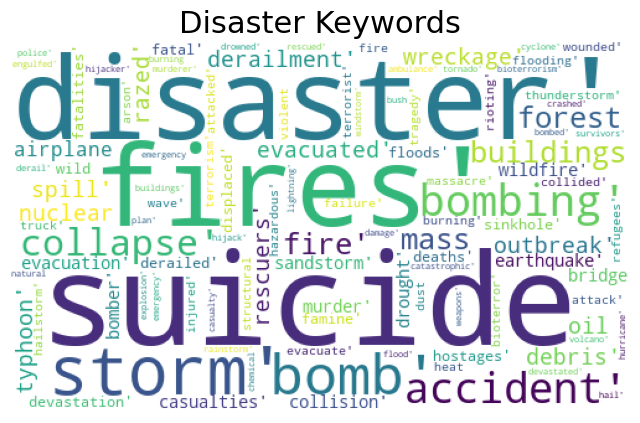 Disaster Keywords
police'
drowned'
rescued'
fire
cyclone'
wounded'
engulfed'
burning
fatal'
derailment'
wreckage'
flooding'
hijacker'
murderer'
disaster'
razed'
fatalities'
arson'
attacked'
violent
terrorist'
ambulance'
tornado'
bioterrorism'
tragedy'
rioting'
thunderstorm'
crashed'
bush
windstorm'
forest
bombed'
survivors'
airplane
emergency
evacuated'
floods'
buildings
derail'
wild
fires'
wildfire'
massacre'
collided'
spill'
buildings'
terrorism'
displaced'
lightning'
bombing'
nuclear
wave'
hazardous'
failure'
refugees'
truck'
plan'
burning'
sinkhole'
collapse'
hijack'
fire'
damage'
mass
outbreak'
evacuation'
derailed'
rescuers'
sandstorm'
deaths'
catastrophic'
earthquake'
bridge
natural
suicide
typhoon'
hailstorm'
bomber'
explosion'
emergency'
injured'
casualty'
structural
murder'
famine'
drought'
dust
weapons'
bioterror'
attack'
oil
volcano'
hurricane'
storm'
rainstorm'
evacuate'
flood'
hostages'
debris'
chemical
bomb'
heat
devastated'
accident'
hail'
devastation'
casualties'
collision'